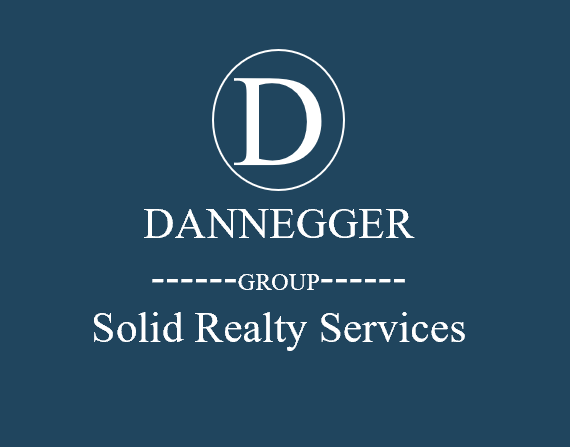 D
DANNEGGER
------GROUP------
Solid Realty Services